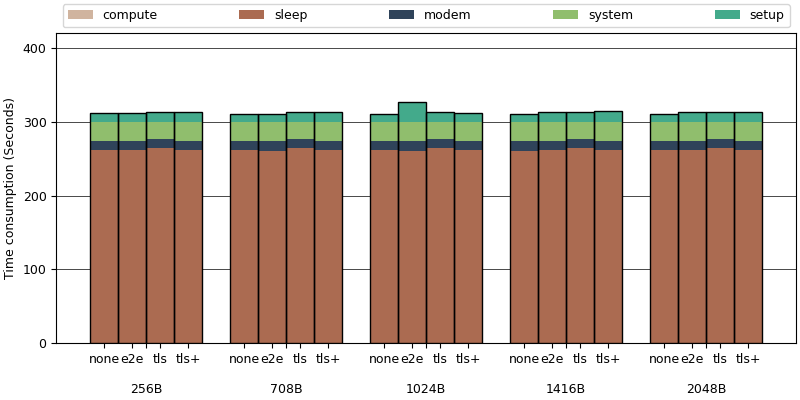 compute sleep modem system setup
400
300
200
100
0
Time consumption (Seconds)
none e2e tls tls+ none e2e tls tls+ none e2e tls tls+ none e2e tls tls+ none e2e tls tls+
256B 708B 1024B 1416B 2048B